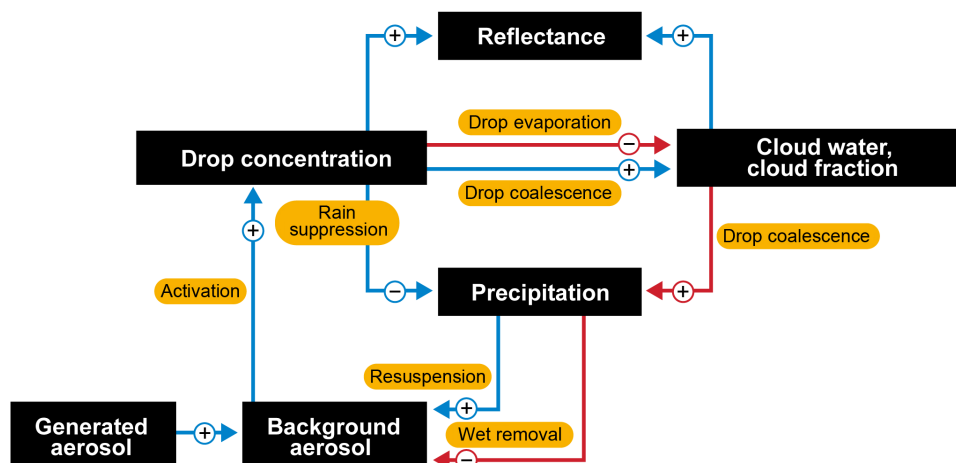 +
Reflectance
+
Drop evaporation
−
Drop concentration
Cloud water,
cloud fraction
+
Drop coalescence
Rain
suppression
+
Drop coalescence
Activation
−
Precipitation
+
Resuspension
+
Generated
aerosol
+
Background
aerosol
Wet removal
−